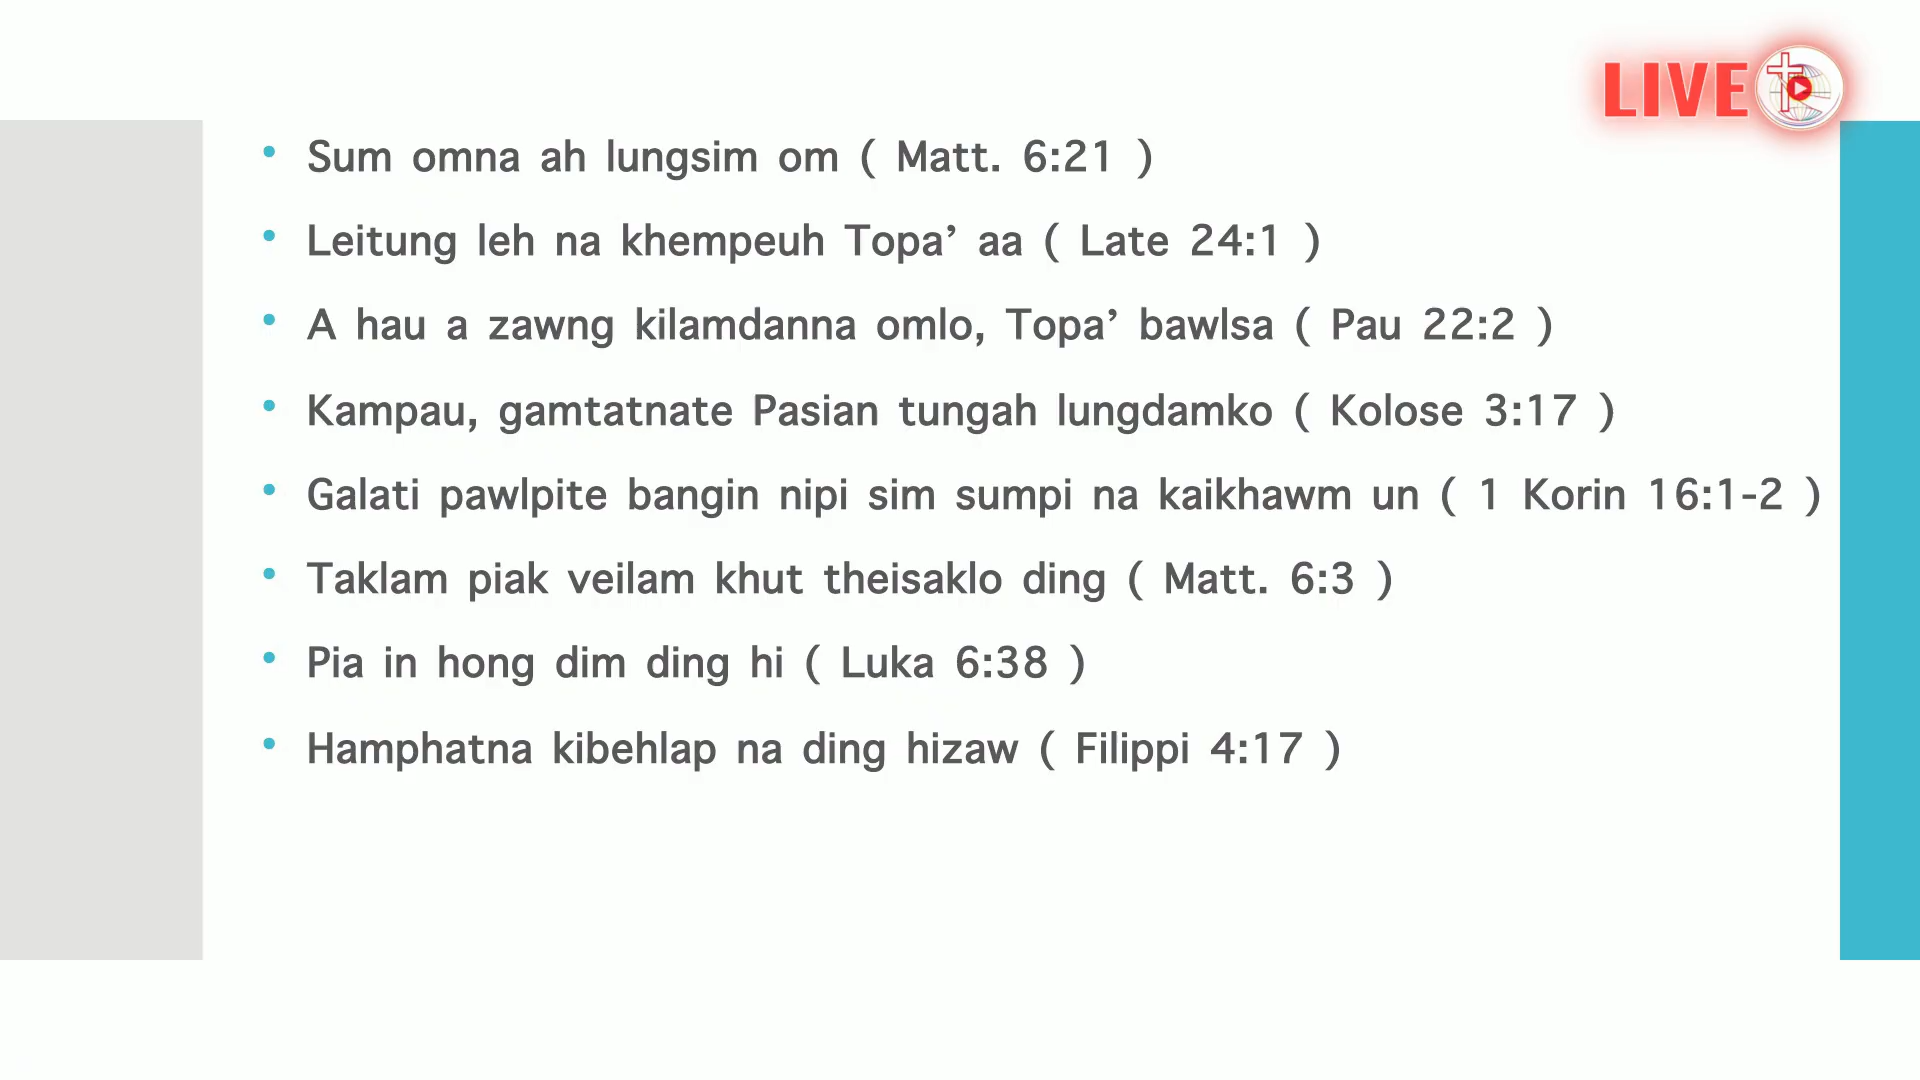 LIVE
• Sum omna ah lungsim om ( Matt. 6:21 )
• Leitung leh na khempeuh Topa’ aa ( Late 24:1 )
• A hau a zawng kilamdanna omlo, Topa’ bawlsa ( Pau 22:2 )
• Kampau, gamtatnate Pasian tungah lungdamko ( Kolose 3:17 )
• Galati pawlpite bangin nipi sim sumpi na kaikhawm un ( 1 Korin 16:1-2 )
• Taklam piak veilam khut theisaklo ding ( Matt. 6:3 )
• Pia in hong dim ding hi ( Luka 6:38 )
• Hamphatna kibehlap na ding hizaw ( Filippi 4:17 )